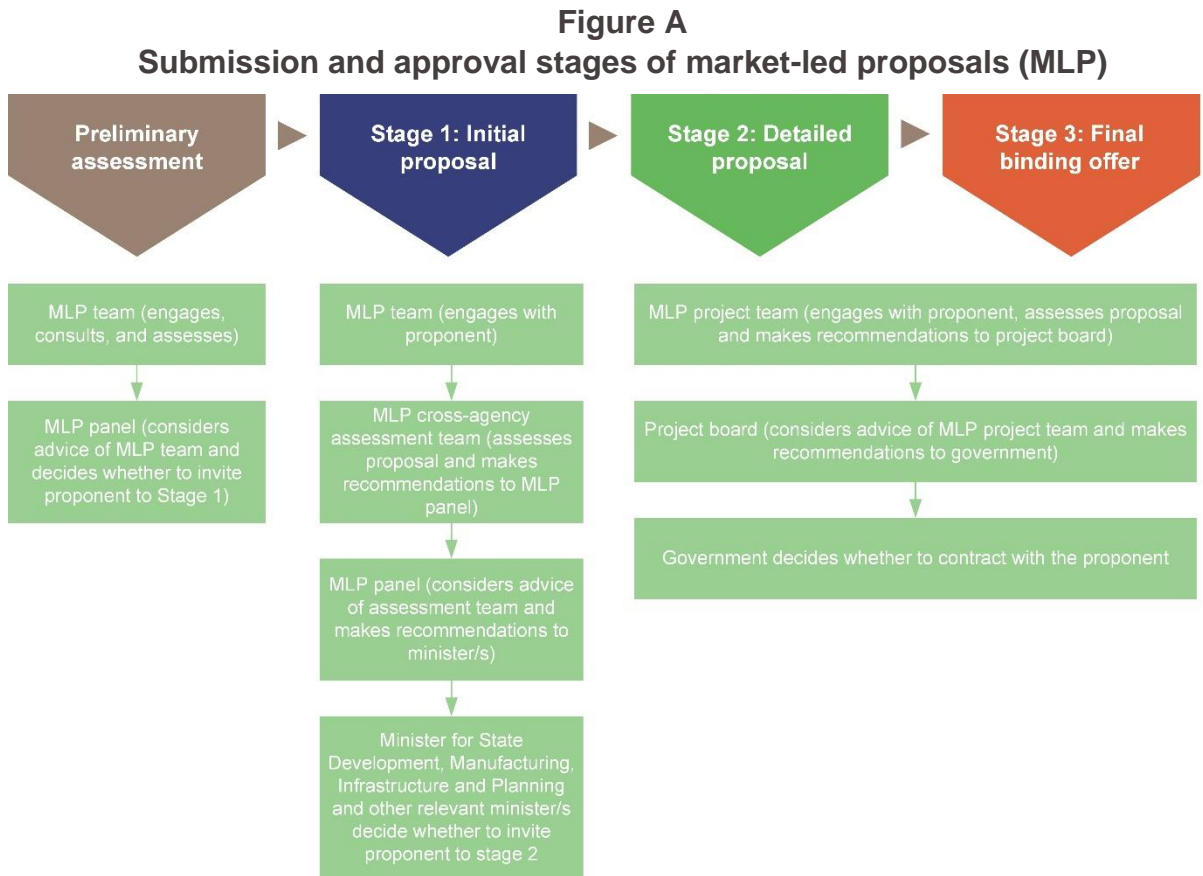 Figure A
Submission and approval stages of market-led proposals (MLP)
Preliminary
assessment
Stage 1: Initial
proposal
Stage 2: Detailed
proposal
Stage 3: Final
binding offer
MLP team (engages,
consults, and assesses)
MLP panel (considers
advice of MLP team and
decides whether to invite
proponent to Stage 1)
MLP team (engages with
proponent)
MLP cross-agency
assessment team (assesses
proposal and makes
recommendations to MLP
panel)
MLP panel (considers advice
of assessment team and
makes recommendations to
minister/s)
Minister for State
Development, Manufacturing,
Infrastructure and Planning
and other relevant minister/s
decide whether to invite
proponent to stage 2
MLP project team (engages with proponent, assesses proposal
and makes recommendations to project board)
Project board (considers advice of MLP project team and makes
recommendations to government)
Government decides whether to contract with the proponent